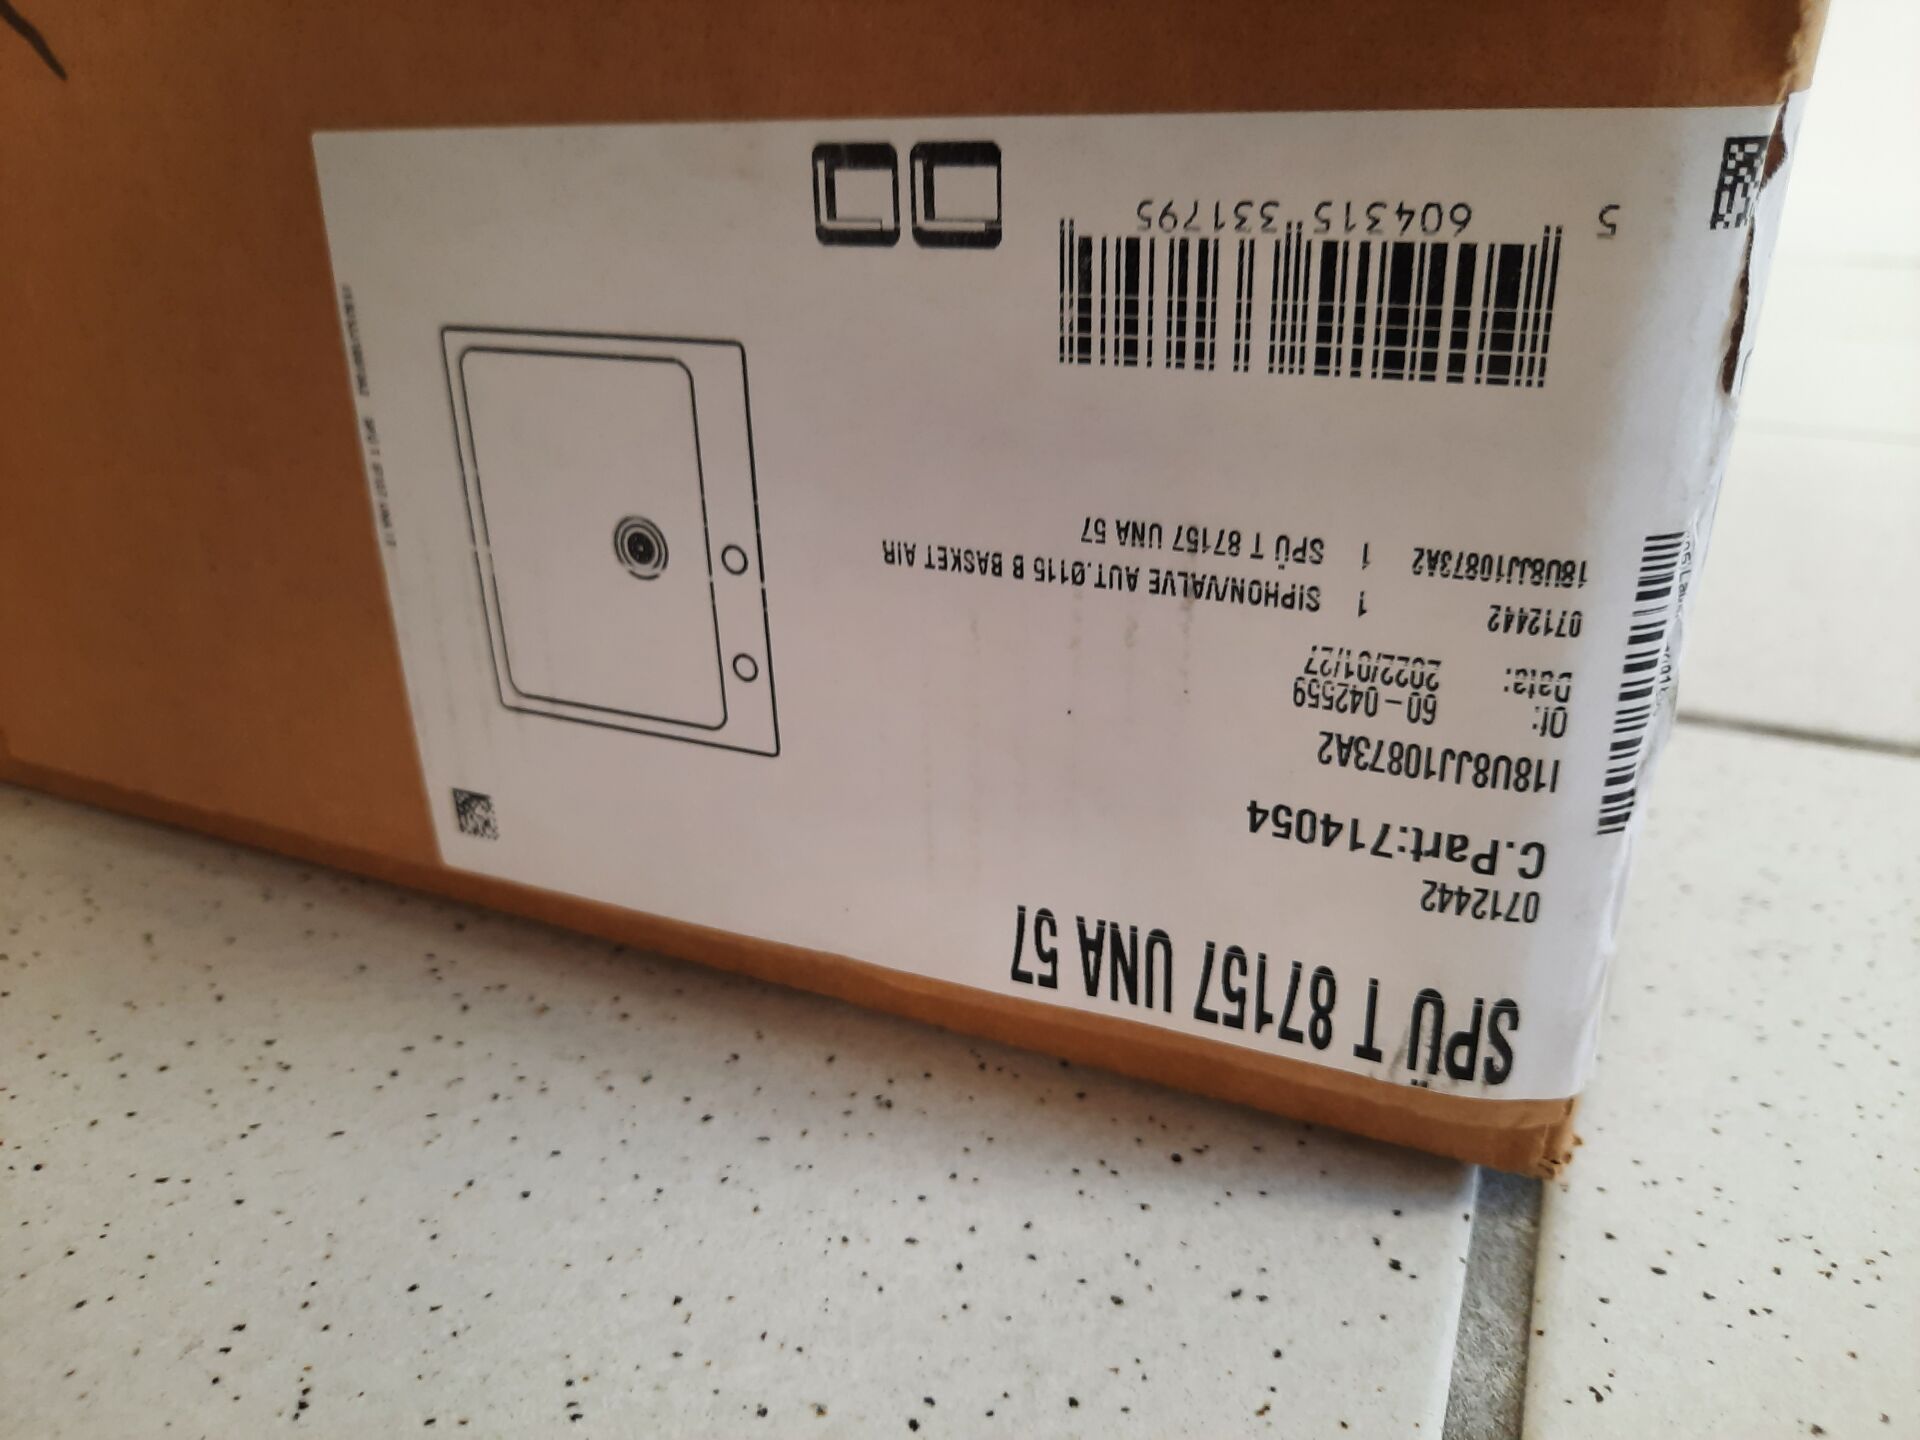 SPÜ T 87157 UNA 57
0712442
C.Part:714054
I18U8JJ10873A2
Of: 60-042559
Data: 2022/01/27
0712442 1 SIPHON/VALVE AUT.Ø115 B BASKET AIR
18U8JJ10873A2 1 SPÜ T 87157 UNA 57
5 604315 331795